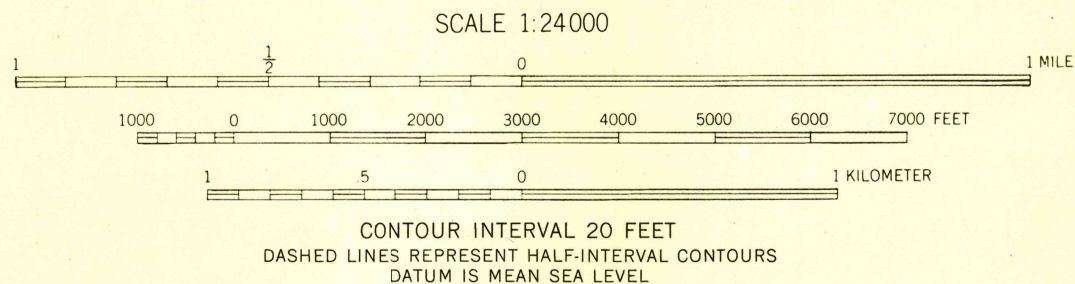 SCALE 1:24000
1 1/2 0 1 MILE
1000 0 1000 2000 3000 4000 5000 6000 7000 FEET
1 .5 0 1 KILOMETER
CONTOUR INTERVAL 20 FEET
DASHED LINES REPRESENT HALF-INTERVAL CONTOURS
DATUM IS MEAN SEA LEVEL